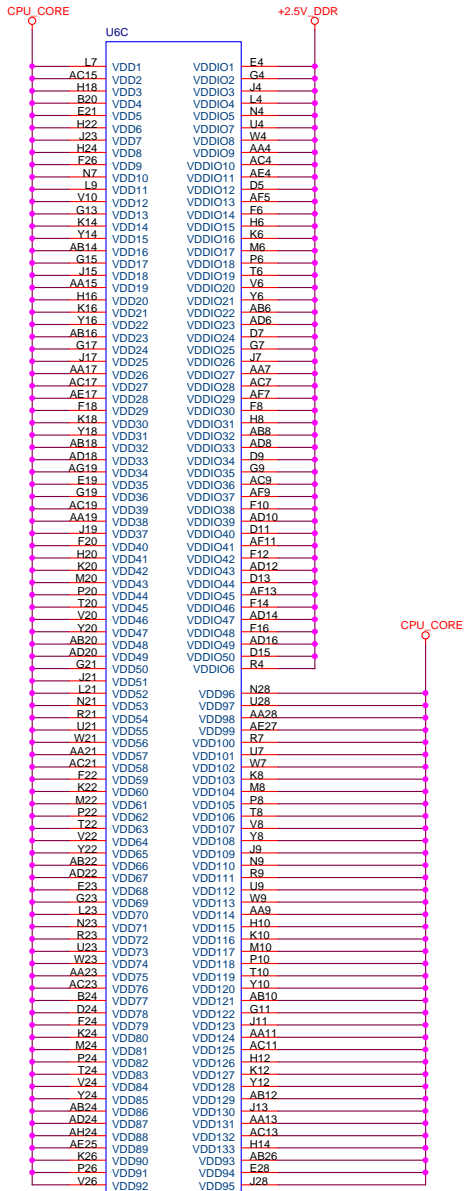 CPU_CORE +2.5V_DDR
U6C
L7 VDD1 VDDIO1 E4
AC15 VDD2 VDDIO2 G4
H18 VDD3 VDDIO3 J4
B20 VDD4 VDDIO4 L4
E21 VDD5 VDDIO5 N4
H22 VDD6 VDDIO7 U4
J23 VDD7 VDDIO8 W4
H24 VDD8 VDDIO9 AA4
F26 VDD9 VDDIO10 AC4
N7 VDD10 VDDIO11 AE4
L9 VDD11 VDDIO12 D5
V10 VDD12 VDDIO13 AF5
G13 VDD13 VDDIO14 F6
K14 VDD14 VDDIO15 H6
Y14 VDD15 VDDIO16 K6
AB14 VDD16 VDDIO17 M6
G15 VDD17 VDDIO18 P6
J15 VDD18 VDDIO19 T6
AA15 VDD19 VDDIO20 V6
H16 VDD20 VDDIO21 Y6
K16 VDD21 VDDIO22 AB6
Y16 VDD22 VDDIO23 AD6
AB16 VDD23 VDDIO24 D7
G17 VDD24 VDDIO25 G7
J17 VDD25 VDDIO26 J7
AA17 VDD26 VDDIO27 AA7
AC17 VDD27 VDDIO28 AC7
AE17 VDD28 VDDIO29 AF7
F18 VDD29 VDDIO30 F8
K18 VDD30 VDDIO31 H8
Y18 VDD31 VDDIO32 AB8
AB18 VDD32 VDDIO33 AD8
AD18 VDD33 VDDIO34 D9
AG19 VDD34 VDDIO35 G9
E19 VDD35 VDDIO36 AC9
G19 VDD36 VDDIO37 AF9
AC19 VDD39 VDDIO38 F10
AA19 VDD38 VDDIO39 AD10
J19 VDD37 VDDIO40 D11
F20 VDD40 VDDIO41 AF11
H20 VDD41 VDDIO42 F12
K20 VDD42 VDDIO43 AD12
M20 VDD43 VDDIO44 D13
P20 VDD44 VDDIO45 AF13
T20 VDD45 VDDIO46 F14
V20 VDD46 VDDIO47 AD14
Y20 VDD47 VDDIO48 F16
AB20 VDD48 VDDIO49 AD16
AD20 VDD49 VDDIO50 D15
G21 VDD50 VDDIO6 R4
CPU_CORE
J21 VDD51
L21 VDD52 VDD96 N28
N21 VDD53 VDD97 U28
R21 VDD54 VDD98 AA28
U21 VDD55 VDD99 AE27
W21 VDD56 VDD100 R7
AA21 VDD57 VDD101 U7
AC21 VDD58 VDD102 W7
F22 VDD59 VDD103 K8
K22 VDD60 VDD104 M8
M22 VDD61 VDD105 P8
P22 VDD62 VDD106 T8
T22 VDD63 VDD107 V8
V22 VDD64 VDD108 Y8
Y22 VDD65 VDD109 J9
AB22 VDD66 VDD110 N9
AD22 VDD67 VDD111 R9
E23 VDD68 VDD112 U9
G23 VDD69 VDD113 W9
L23 VDD70 VDD114 AA9
N23 VDD71 VDD115 H10
R23 VDD72 VDD116 K10
U23 VDD73 VDD117 M10
W23 VDD74 VDD118 P10
AA23 VDD75 VDD119 T10
AC23 VDD76 VDD120 Y10
B24 VDD77 VDD121 AB10
D24 VDD78 VDD122 G11
F24 VDD79 VDD123 J11
K24 VDD80 VDD124 AA11
M24 VDD81 VDD125 AC11
P24 VDD82 VDD126 H12
T24 VDD83 VDD127 K12
V24 VDD84 VDD128 Y12
Y24 VDD85 VDD129 AB12
AB24 VDD86 VDD130 J13
AD24 VDD87 VDD131 AA13
AH24 VDD88 VDD132 AC13
AE25 VDD89 VDD133 H14
K26 VDD90 VDD93 AB26
P26 VDD91 VDD94 E28
V26 VDD92 VDD95 J28